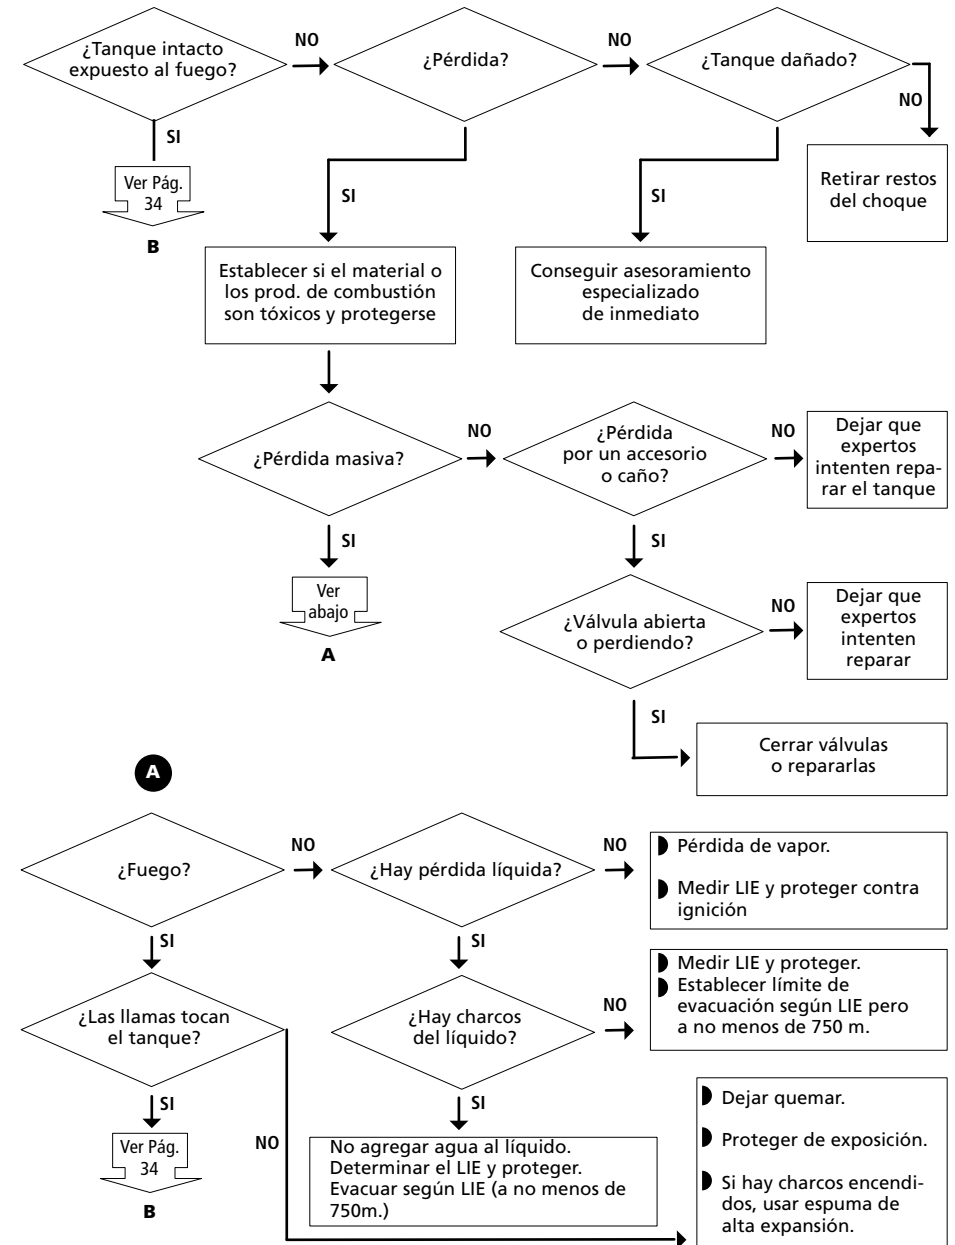 ¿Tanque intacto
expuesto al fuego?
NO
¿Pérdida?
NO
¿Tanque dañado?
NO
SI
Ver Pág.
34
B
SI
SI
Retirar restos
del choque
Establecer si el material o
los prod. de combustión
son tóxicos y protegerse
Conseguir asesoramiento
especializado
de inmediato
¿Pérdida masiva?
NO
¿Pérdida
por un accesorio
o caño?
NO
Dejar que
expertos
intenten repa-
rar el tanque
SI
Ver
abajo
A
SI
¿Válvula abierta
o perdiendo?
NO
Dejar que
expertos
intenten
reparar
SI
Cerrar válvulas
o repararlas
A
¿Fuego?
NO
¿Hay pérdida líquida?
NO
Pérdida de vapor.
Medir LIE y proteger contra
ignición
SI
SI
¿Las llamas tocan
el tanque?
¿Hay charcos
del líquido?
NO
Medir LIE y proteger.
Establecer límite de
evacuación según LIE pero
a no menos de 750 m.
SI
Ver Pág.
34
B
NO
SI
No agregar agua al líquido.
Determinar el LIE y proteger.
Evacuar según LIE (a no menos de
750m.)
Dejar quemar.
Proteger de exposición.
Si hay charcos encendi-
dos, usar espuma de
alta expansión.